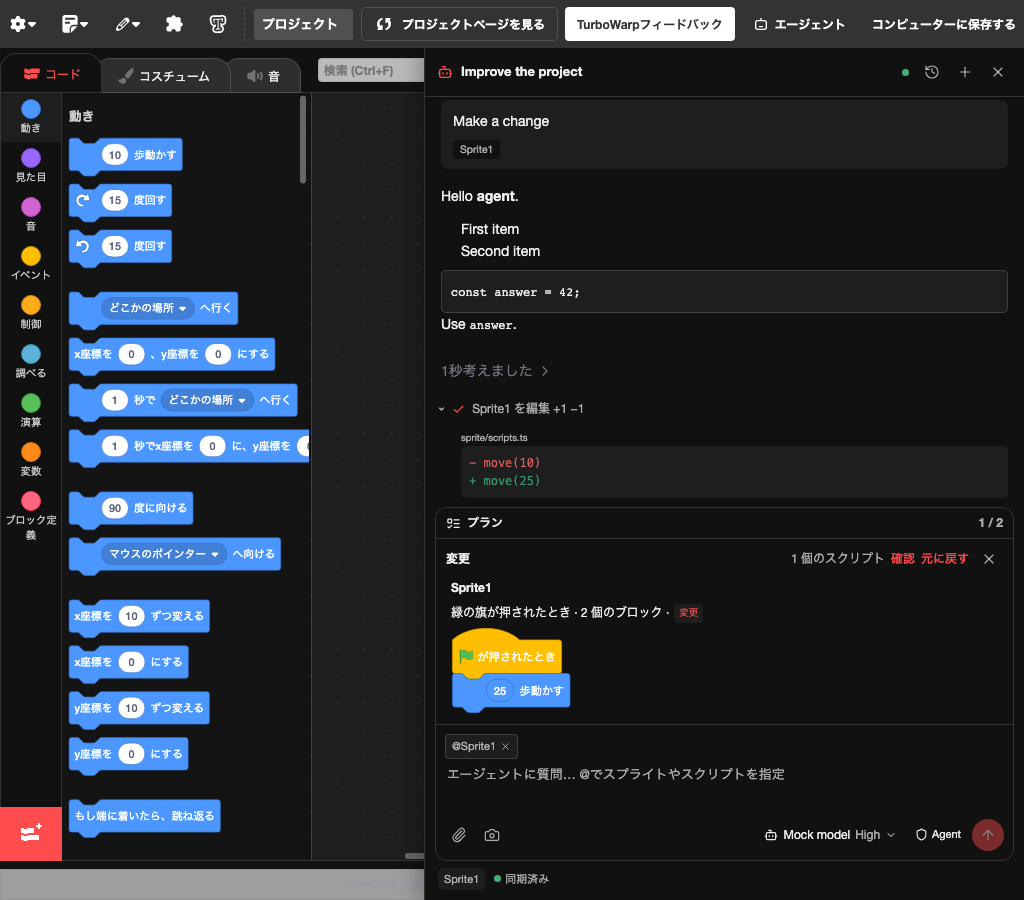 プロジェクト
プロジェクトページを見る
TurboWarpフィードバック
エージェント
コンピューターに保存する
コード
コスチューム
音
検索 (Ctrl+F)
動き
見た目
音
イベント
制御
調べる
演算
変数
ブロック定義
動き
10 歩動かす
15 度回す
15 度回す
どこかの場所 へ行く
x座標を 0 、y座標を 0 にする
1 秒で どこかの場所 へ行く
1 秒でx座標を 0 に、y座標を
90 度に向ける
マウスのポインター へ向ける
x座標を 10 ずつ変える
x座標を 0 にする
y座標を 10 ずつ変える
y座標を 0 にする
もし端に着いたら、跳ね返る
Improve the project
Make a change
Sprite1
Hello agent.
First item
Second item
const answer = 42;
Use answer.
1秒考えました
Sprite1 を編集 +1 −1
sprite/scripts.ts
− move(10)
+ move(25)
プラン
1 / 2
変更
1 個のスクリプト 確認 元に戻す
Sprite1
緑の旗が押されたとき · 2 個のブロック · 変更
が押されたとき
25 歩動かす
@Sprite1
エージェントに質問... @でスプライトやスクリプトを指定
Mock model High
Agent
Sprite1
同期済み